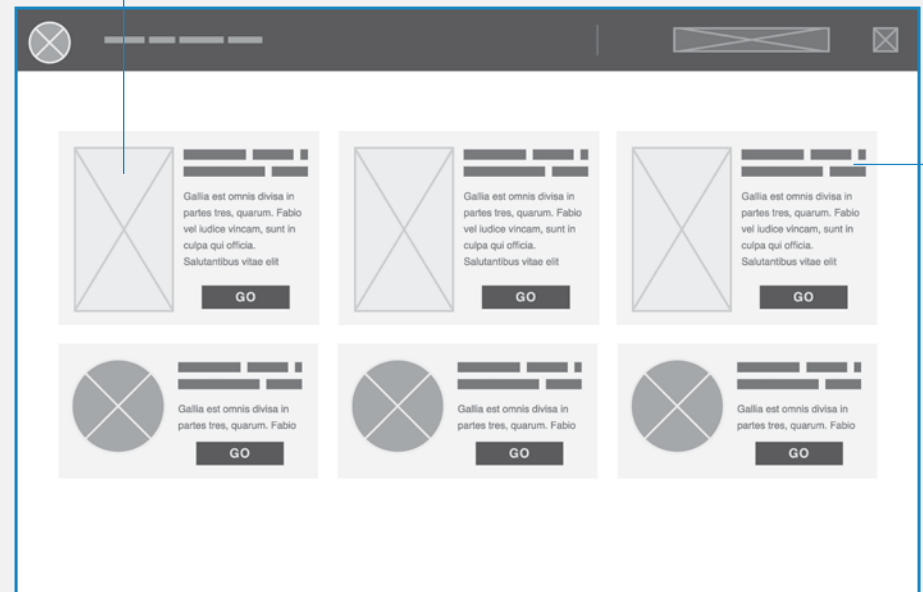 Gallia est omnis divisa in
partes tres, quarum. Fabio
vel iudice vincam, sunt in
culpa qui officia.
Salutantibus vitae elit
GO
Gallia est omnis divisa in
partes tres, quarum. Fabio
vel iudice vincam, sunt in
culpa qui officia.
Salutantibus vitae elit
GO
Gallia est omnis divisa in
partes tres, quarum. Fabio
vel iudice vincam, sunt in
culpa qui officia.
Salutantibus vitae elit
GO
Gallia est omnis divisa in
partes tres, quarum. Fabio
GO
Gallia est omnis divisa in
partes tres, quarum. Fabio
GO
Gallia est omnis divisa in
partes tres, quarum. Fabio
GO